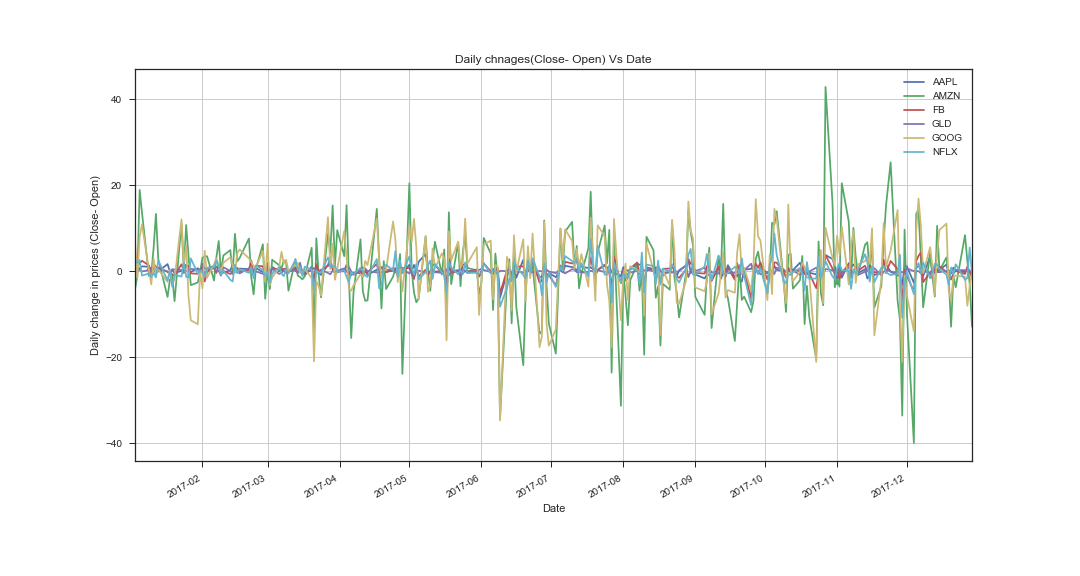 Daily chnages(Close- Open) Vs Date
AAPL
AMZN
FB
GLD
GOOG
NFLX
Daily change in prices (Close- Open)
40
20
0
−20
−40
2017-02
2017-03
2017-04
2017-05
2017-06
2017-07
2017-08
2017-09
2017-10
2017-11
2017-12
Date